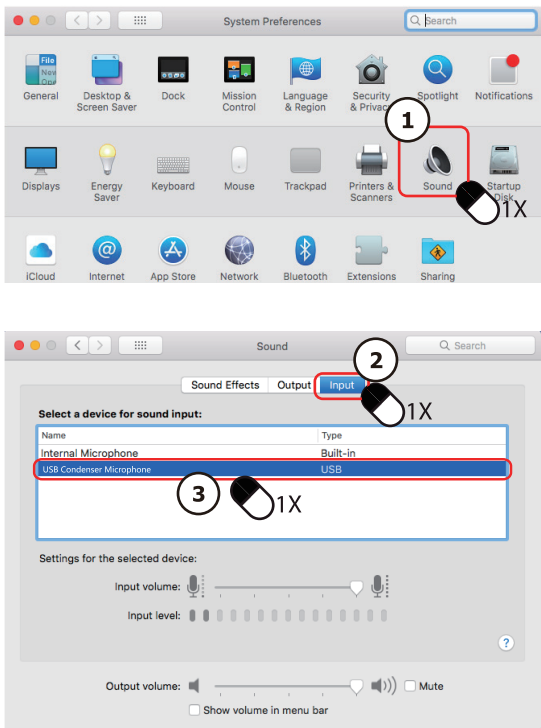 System Preferences
Search
File
New
Ope
General
Desktop &
Screen Saver
Dock
Mission
Control
Language
& Region
Security
& Privacy
Spotlight
Notifications
1
Displays
Energy
Saver
Keyboard
Mouse
Trackpad
Printers &
Scanners
Sound
Startup
Disk
1X
iCloud
Internet
App Store
Network
Bluetooth
Extensions
Sharing
Sound
Search
2
Sound Effects Output Input
1X
Select a device for sound input:
Name Type
Internal Microphone Built-in
USB Condenser Microphone USB
3
1X
Settings for the selected device:
Input volume:
Input level:
?
Output volume: Mute
Show volume in menu bar